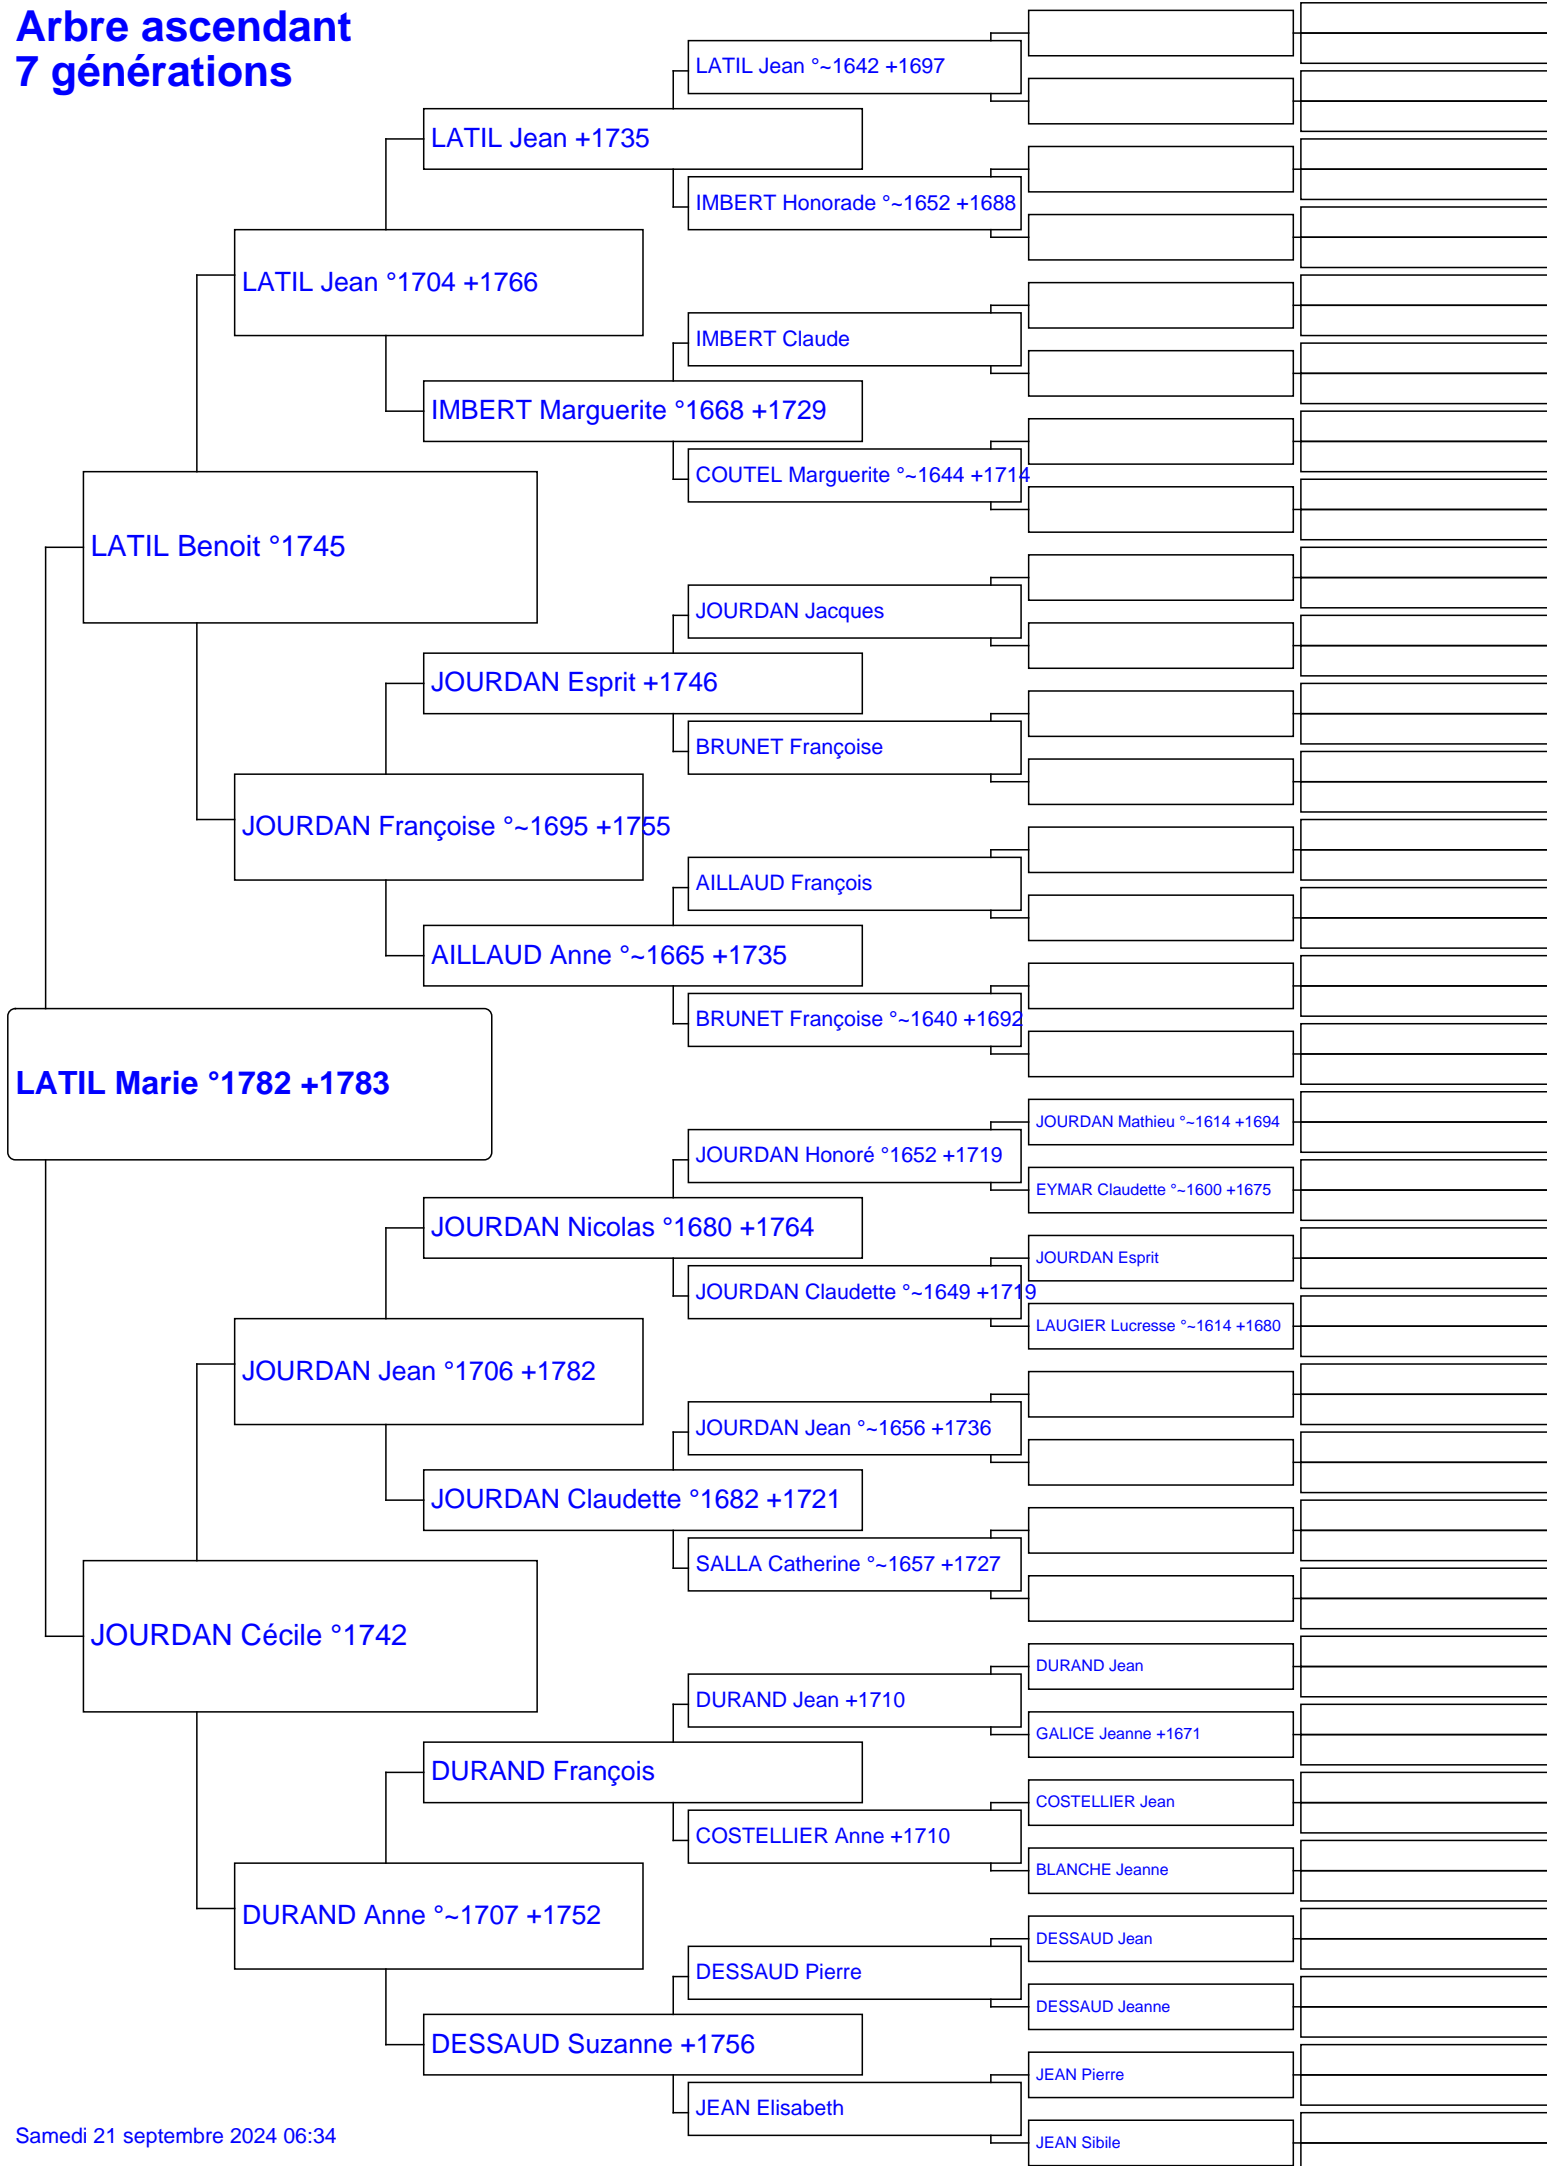 Arbre ascendant
7 générations
LATIL Jean °~1642 +1697
LATIL Jean +1735
IMBERT Honorade °~1652 +1688
LATIL Jean °1704 +1766
IMBERT Claude
IMBERT Marguerite °1668 +1729
COUTEL Marguerite °~1644 +1714
LATIL Benoit °1745
JOURDAN Jacques
JOURDAN Esprit +1746
BRUNET Françoise
JOURDAN Françoise °~1695 +1755
AILLAUD François
AILLAUD Anne °~1665 +1735
BRUNET Françoise °~1640 +1692
LATIL Marie °1782 +1783
JOURDAN Mathieu °~1614 +1694
JOURDAN Honoré °1652 +1719
EYMAR Claudette °~1600 +1675
JOURDAN Nicolas °1680 +1764
JOURDAN Esprit
JOURDAN Claudette °~1649 +1719
LAUGIER Lucresse °~1614 +1680
JOURDAN Jean °1706 +1782
JOURDAN Jean °~1656 +1736
JOURDAN Claudette °1682 +1721
SALLA Catherine °~1657 +1727
JOURDAN Cécile °1742
DURAND Jean
DURAND Jean +1710
GALICE Jeanne +1671
DURAND François
COSTELLIER Jean
COSTELLIER Anne +1710
BLANCHE Jeanne
DURAND Anne °~1707 +1752
DESSAUD Jean
DESSAUD Pierre
DESSAUD Jeanne
DESSAUD Suzanne +1756
JEAN Pierre
JEAN Elisabeth
JEAN Sibile
Samedi 21 septembre 2024 06:34